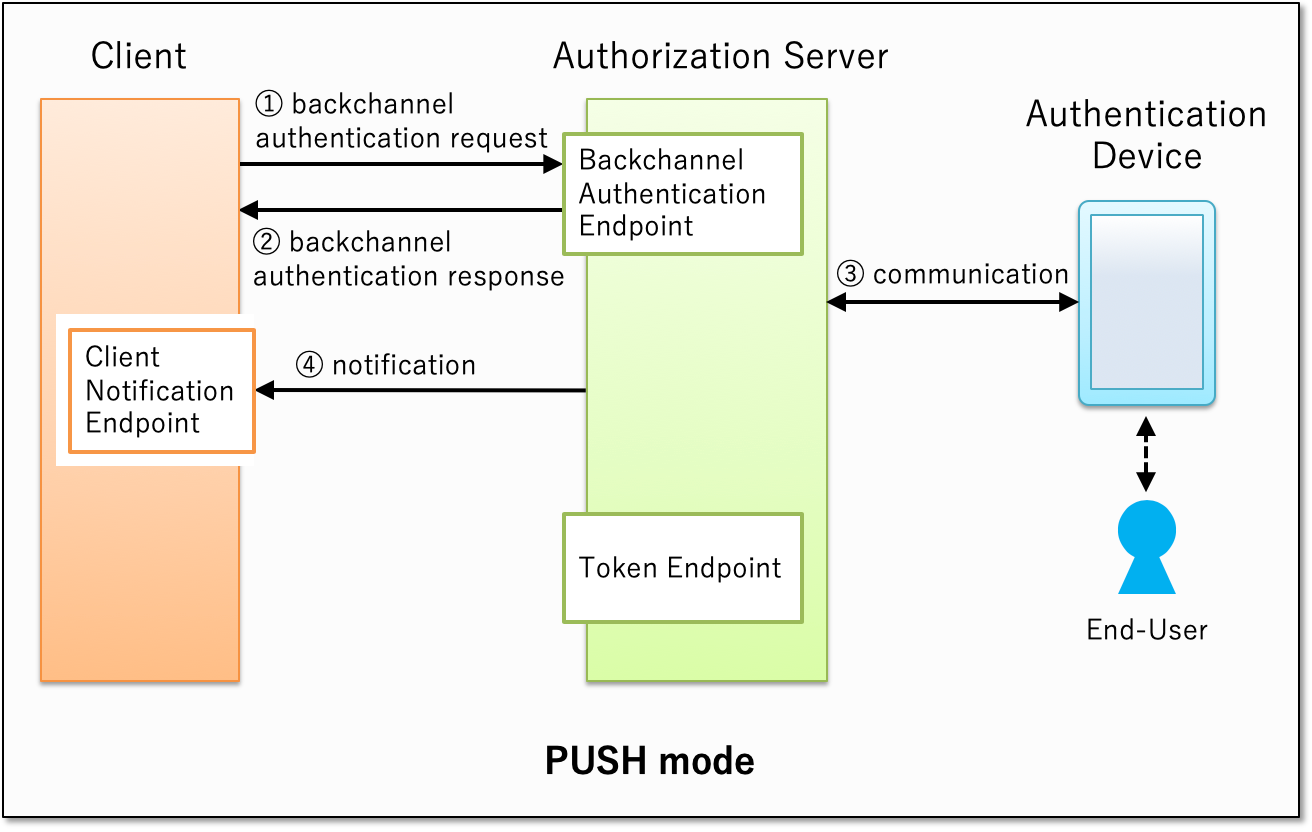 Client
Authorization Server
① backchannel
authentication request
Authentication
Device
Backchannel
Authentication
Endpoint
② backchannel
authentication response
③ communication
Client
Notification
Endpoint
④ notification
Token Endpoint
End-User
PUSH mode